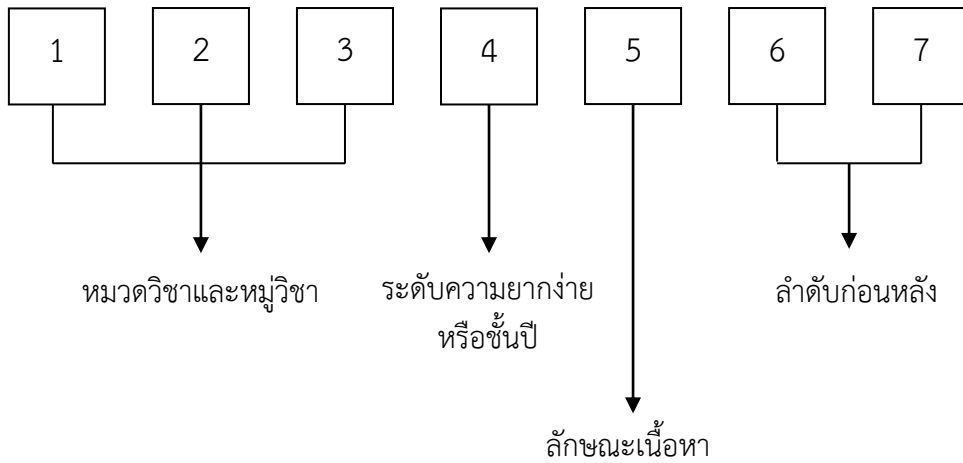 1 2 3 4 5 6 7
หมวดวิชาและหมู่วิชา
ระดับความยากง่าย
หรือชั้นปี
ลำดับก่อนหลัง
ลักษณะเนื้อหา